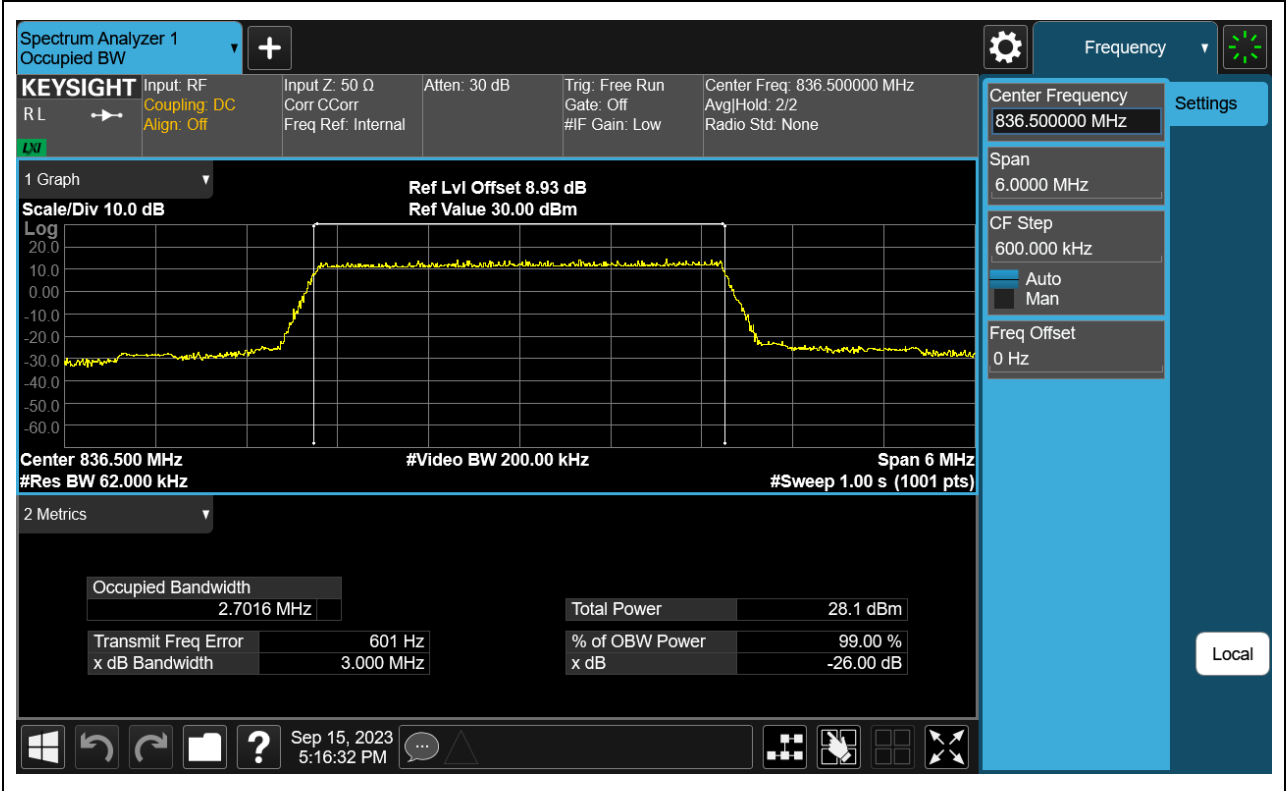 Spectrum Analyzer 1
Occupied BW
+
Frequency
KEYSIGHT
R L
LXI
Input: RF
Coupling: DC
Align: Off
Input Z: 50 Ω
Corr CCorr
Freq Ref: Internal
Atten: 30 dB
Trig: Free Run
Gate: Off
#IF Gain: Low
Center Freq: 836.500000 MHz
Avg|Hold: 2/2
Radio Std: None
Center Frequency
836.500000 MHz
Settings
Span
6.0000 MHz
CF Step
600.000 kHz
Auto
Man
Freq Offset
0 Hz
Local
1 Graph
Scale/Div 10.0 dB
Ref Lvl Offset 8.93 dB
Ref Value 30.00 dBm
Log
20.0
10.0
0.00
-10.0
-20.0
-30.0
-40.0
-50.0
-60.0
Center 836.500 MHz
#Video BW 200.00 kHz
Span 6 MHz
#Res BW 62.000 kHz
#Sweep 1.00 s (1001 pts)
2 Metrics
Occupied Bandwidth
2.7016 MHz
Total Power 28.1 dBm
Transmit Freq Error 601 Hz
% of OBW Power 99.00 %
x dB Bandwidth 3.000 MHz
x dB -26.00 dB
?
Sep 15, 2023
5:16:32 PM